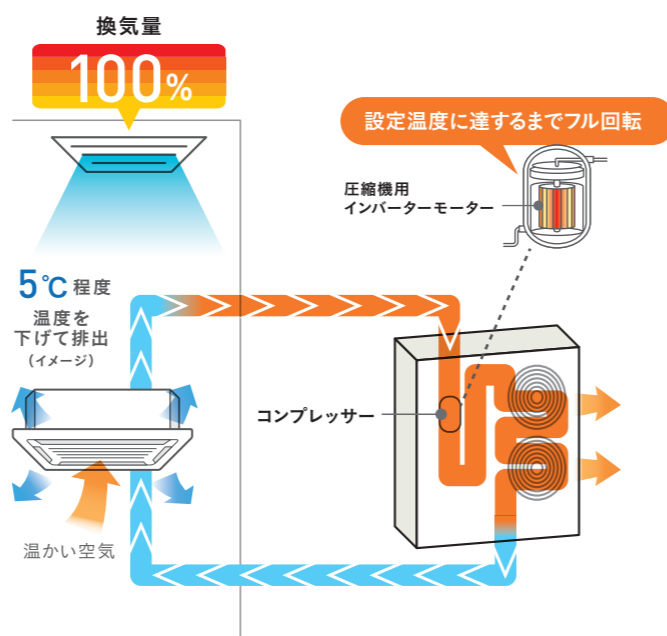 換気量
100%
設定温度に達するまでフル回転
圧縮機用
インバーターモーター
5℃程度
温度を
下げて排出
(イメージ)
コンプレッサー
温かい空気